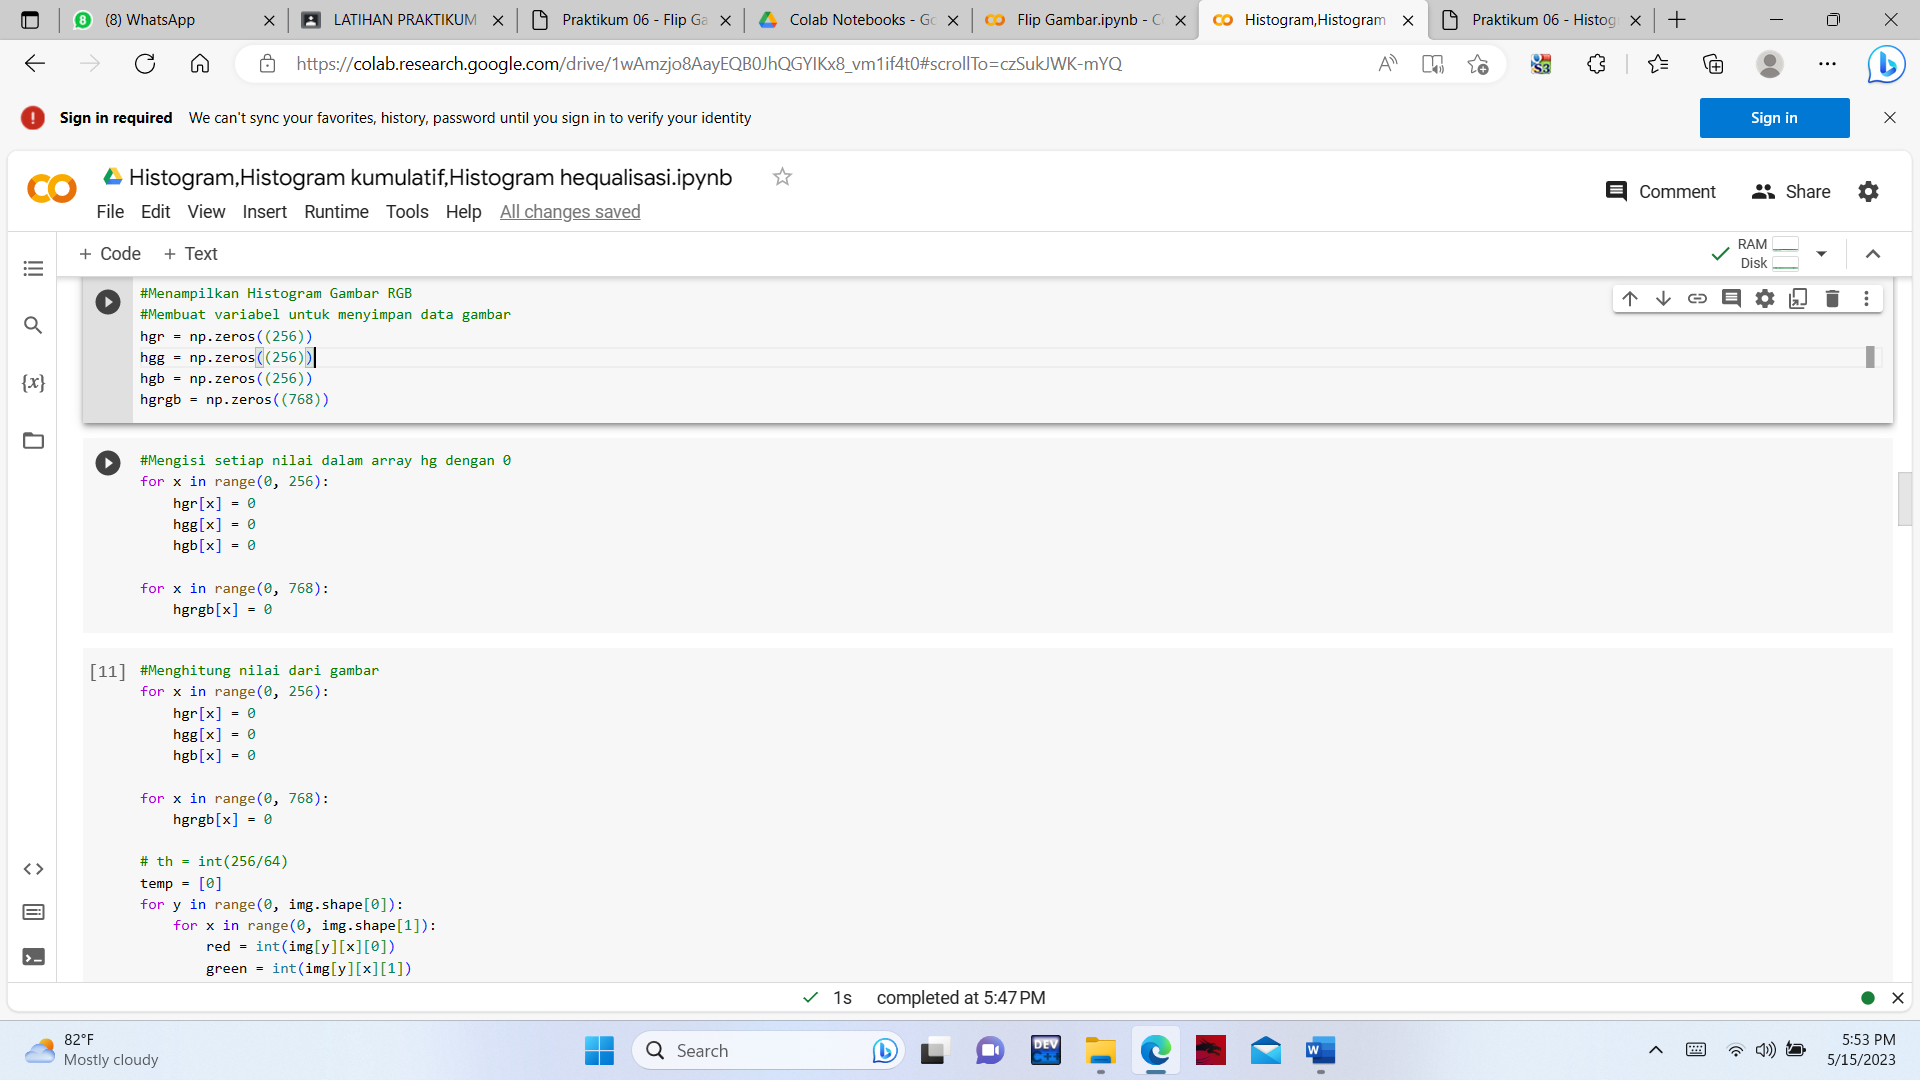 (8) WhatsApp
LATIHAN PRAKTIKUM
Praktikum 06 - Flip Ga
Colab Notebooks - Go
Flip Gambar.ipynb - C
Histogram,Histogram
Praktikum 06 - Histog
https://colab.research.google.com/drive/1wAmzjo8AayEQB0JhQGYIKx8_vm1if4t0#scrollTo=czSukJWK-mYQ
Sign in required We can't sync your favorites, history, password until you sign in to verify your identity
Sign in
Histogram,Histogram kumulatif,Histogram hequalisasi.ipynb
Comment
Share
File Edit View Insert Runtime Tools Help All changes saved
+ Code + Text
RAM
Disk
#Menampilkan Histogram Gambar RGB
#Membuat variabel untuk menyimpan data gambar
hgr = np.zeros((256))
hgg = np.zeros((256))
hgb = np.zeros((256))
hgrgb = np.zeros((768))
#Mengisi setiap nilai dalam array hg dengan 0
for x in range(0, 256):
    hgr[x] = 0
    hgg[x] = 0
    hgb[x] = 0
for x in range(0, 768):
    hgrgb[x] = 0
[11]
#Menghitung nilai dari gambar
for x in range(0, 256):
    hgr[x] = 0
    hgg[x] = 0
    hgb[x] = 0
for x in range(0, 768):
    hgrgb[x] = 0
# th = int(256/64)
temp = [0]
for y in range(0, img.shape[0]):
    for x in range(0, img.shape[1]):
        red = int(img[y][x][0])
        green = int(img[y][x][1])
1s completed at 5:47 PM
82°F
Mostly cloudy
Search
DEV
C++
W
5:53 PM
5/15/2023